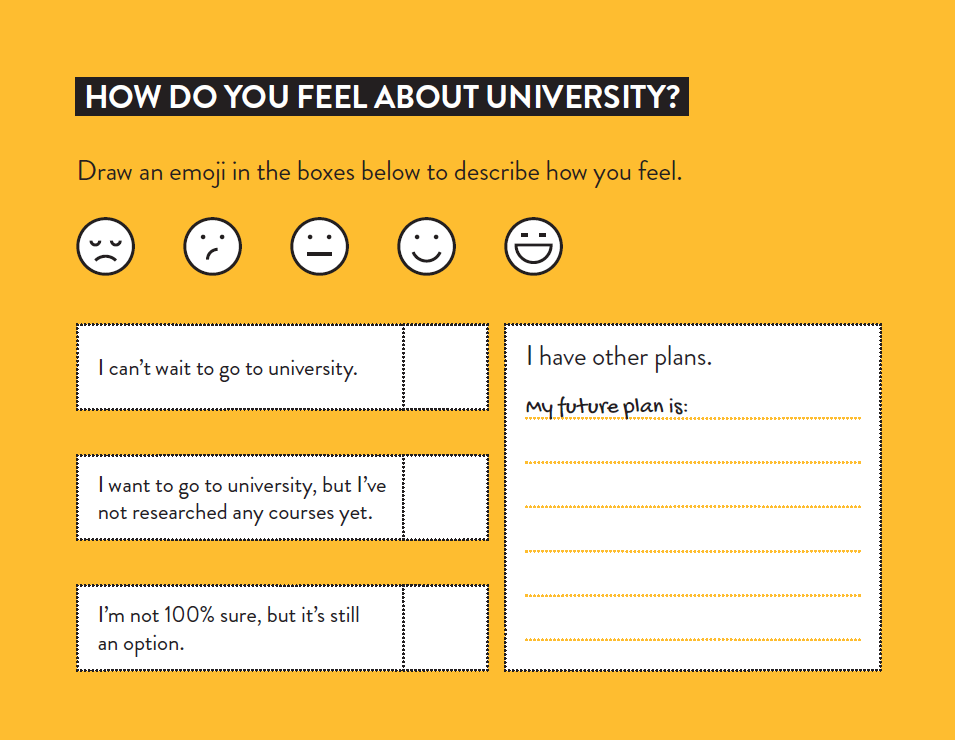 HOW DO YOU FEEL ABOUT UNIVERSITY?
Draw an emoji in the boxes below to describe how you feel.
I can’t wait to go to university.
I want to go to university, but I’ve
not researched any courses yet.
I’m not 100% sure, but it’s still
an option.
I have other plans.
My future plan is: